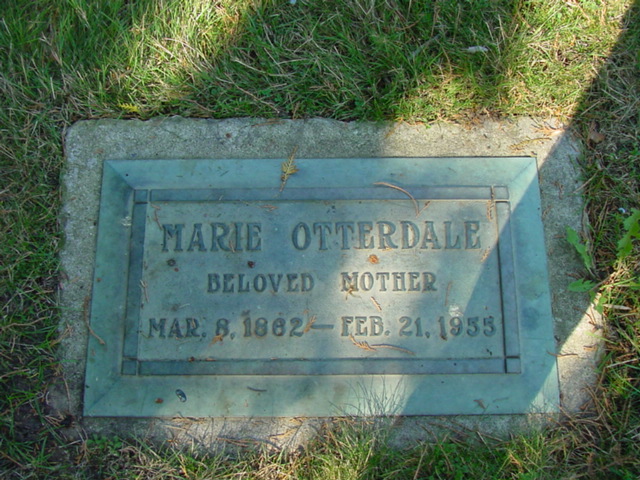 MARIE OTTERDALE
BELOVED MOTHER
MAR. 8, 1862 — FEB. 21, 1955